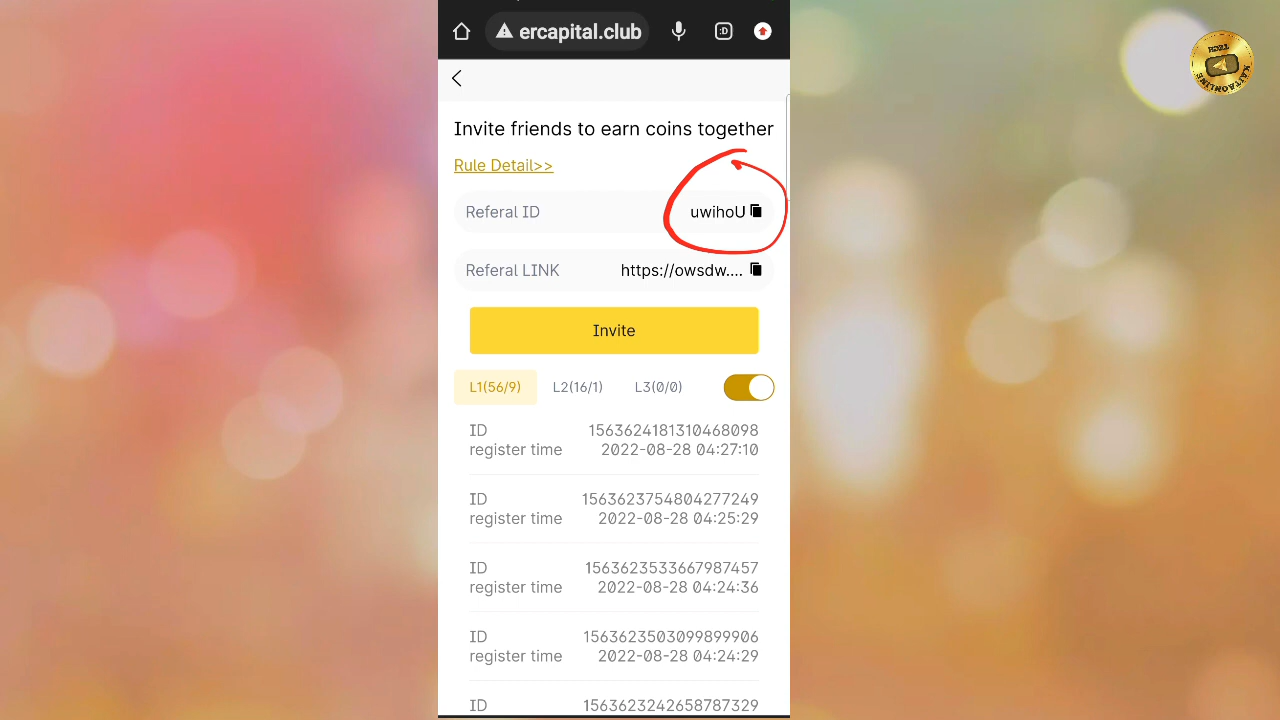 ercapital.club
:D
Invite friends to earn coins together
Rule Detail>>
Referal ID
uwihoU
Referal LINK
https://owsdw....
Invite
L1(56/9) L2(16/1) L3(0/0)
ID 1563624181310468098
register time 2022-08-28 04:27:10
ID 1563623754804277249
register time 2022-08-28 04:25:29
ID 1563623533667987457
register time 2022-08-28 04:24:36
ID 1563623503099899906
register time 2022-08-28 04:24:29
ID 1563623242658787329
KAITAONLINE